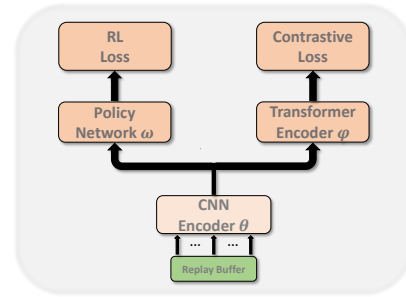 RL
Loss
Contrastive
Loss
Policy
Network ω
Transformer
Encoder φ
CNN
Encoder θ
... ...
Replay Buffer